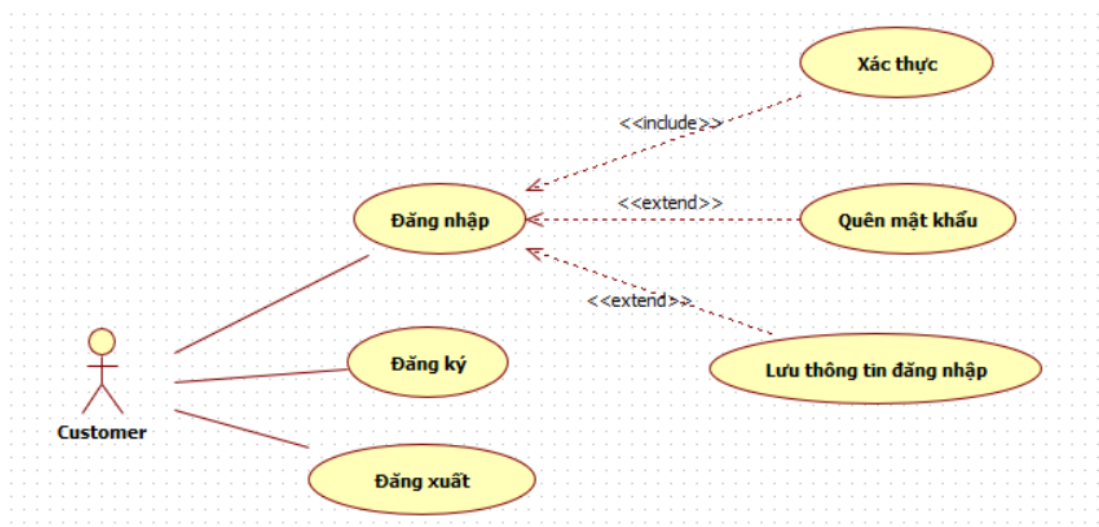 Xác thực
<<include>>
<<extend>>
Đăng nhập
Quên mật khẩu
<<extend>>
Đăng ký
Lưu thông tin đăng nhập
Customer
Đăng xuất